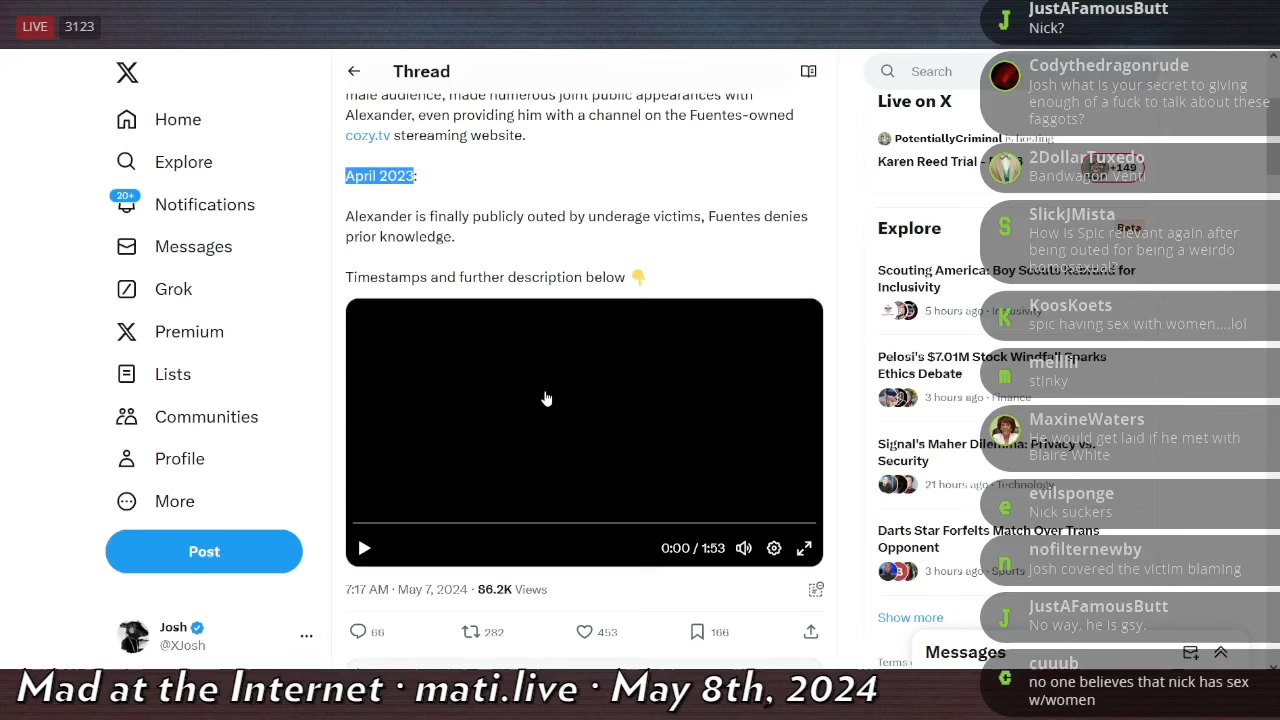 LIVE 3123
Thread
Home
Explore
20+
Notifications
Messages
Grok
Premium
Lists
Communities
Profile
More
Post
Josh
@XJosh
male audience, made numerous joint public appearances with
Alexander, even providing him with a channel on the Fuentes-owned
cozy.tv stereaming website.
April 2023:
Alexander is finally publicly outed by underage victims, Fuentes denies
prior knowledge.
Timestamps and further description below 👇
0:00 / 1:53
7:17 AM · May 7, 2024 · 86.2K Views
66 282 453 166
Search
Live on X
PotentiallyCriminal is hosting
Karen Reed Trial -
+149
Explore
Beta
Scouting America: Boy Scouts for
Inclusivity
5 hours ago · Inclusivity
Pelosi's $7.01M Stock Windfall Sparks
Ethics Debate
3 hours ago · Finance
Signal's Maher Dilemma: Privacy vs.
Security
21 hours ago · Technology
Darts Star Forfeits Match Over Trans
Opponent
3 hours ago · Sports
Show more
Terms
Messages
JustAFamousButt
Nick?
Codythedragonrude
Josh what is your secret to giving
enough of a fuck to talk about these
faggots?
2DollarTuxedo
Bandwagon Venti
SlickJMista
How is Spic relevant again after
being outed for being a weirdo
homosexual?
KoosKoets
spic having sex with women....lol
stinky
MaxineWaters
He would get laid if he met with
Blaire White
evilsponge
Nick suckers
nofilternewby
Josh covered the victim blaming
JustAFamousButt
No way, he is gsy.
cuuub
no one believes that nick has sex
w/women
Mad at the Internet · mati.live · May 8th, 2024